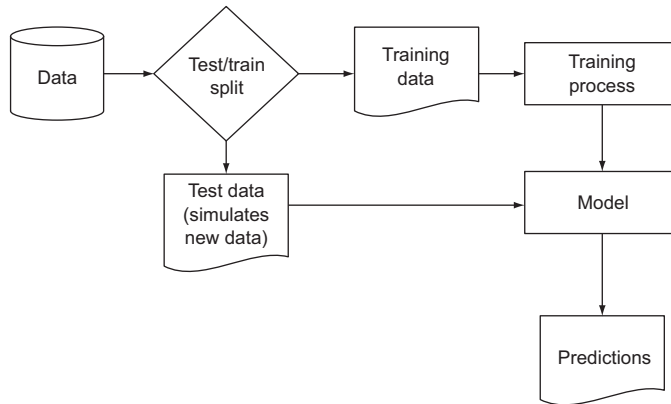 Data
Test/train
split
Training
data
Training
process
Test data
(simulates
new data)
Model
Predictions